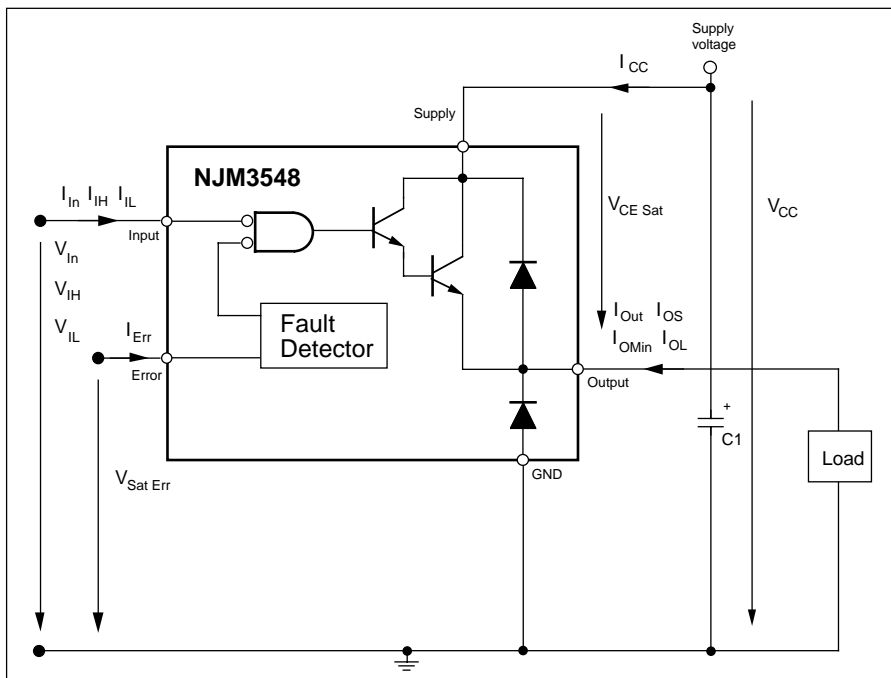 Supply
voltage
I CC
Supply
NJM3548
I In I IH I IL
Input
V CE Sat
V CC
V In
V IH
V IL
I Err
Error
Fault
Detector
I Out I OS
I OMin I OL
Output
+
C1
Load
GND
V Sat Err